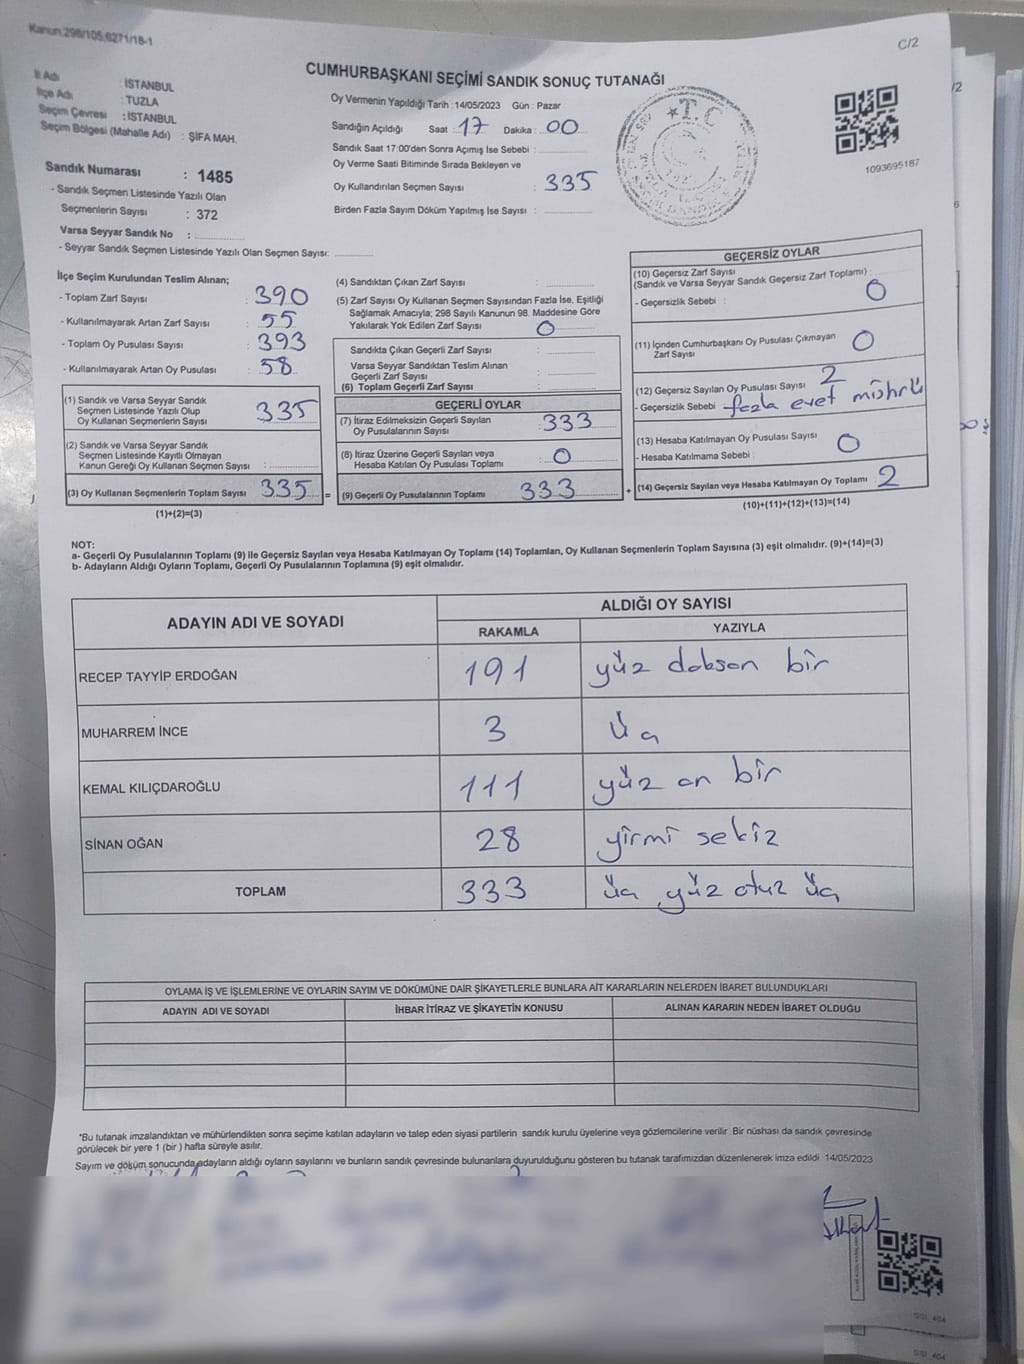 Kanun;298/105,6271/18-1
C/2
CUMHURBAŞKANI SEÇİMİ SANDIK SONUÇ TUTANAĞI
İl Adı : İSTANBUL
İlçe Adı : TUZLA
Seçim Çevresi : İSTANBUL
Seçim Bölgesi (Mahalle Adı) : ŞİFA MAH.
Oy Vermenin Yapıldığı Tarih : 14/05/2023 Gün : Pazar
Sandığın Açıldığı Saat : 17 Dakika : 00
Sandık Saat 17:00'den Sonra Açımış İse Sebebi :
Oy Verme Saati Bitiminde Sırada Bekleyen ve
Oy Kullandırılan Seçmen Sayısı : 335
Birden Fazla Sayım Döküm Yapılmış İse Sayısı :
T.C
1093695187
Sandık Numarası : 1485
- Sandık Seçmen Listesinde Yazılı Olan
Seçmenlerin Sayısı : 372
Varsa Seyyar Sandık No :
- Seyyar Sandık Seçmen Listesinde Yazılı Olan Seçmen Sayısı:
İlçe Seçim Kurulundan Teslim Alınan;
- Toplam Zarf Sayısı : 390
- Kullanılmayarak Artan Zarf Sayısı : 55
- Toplam Oy Pusulası Sayısı : 393
- Kullanılmayarak Artan Oy Pusulası : 58
(1) Sandık ve Varsa Seyyar Sandık
Seçmen Listesinde Yazılı Olup
Oy Kullanan Seçmenlerin Sayısı : 335
(2) Sandık ve Varsa Seyyar Sandık
Seçmen Listesinde Kayıtlı Olmayan
Kanun Gereği Oy Kullanan Seçmen Sayısı :
(3) Oy Kullanan Seçmenlerin Toplam Sayısı : 335 =
(1)+(2)=(3)
(4) Sandıktan Çıkan Zarf Sayısı :
(5) Zarf Sayısı Oy Kullanan Seçmen Sayısından Fazla İse, Eşitliği
Sağlamak Amacıyla; 298 Sayılı Kanunun 98. Maddesine Göre
Yakılarak Yok Edilen Zarf Sayısı : 0
Sandıkta Çıkan Geçerli Zarf Sayısı :
Varsa Seyyar Sandıktan Teslim Alınan
Geçerli Zarf Sayısı :
(6) Toplam Geçerli Zarf Sayısı :
GEÇERLİ OYLAR
(7) İtiraz Edilmeksizin Geçerli Sayılan
Oy Pusulalarının Sayısı : 333
(8) İtiraz Üzerine Geçerli Sayılan veya
Hesaba Katılan Oy Pusulası Toplamı : 0
(9) Geçerli Oy Pusulalarının Toplamı : 333 +
GEÇERSİZ OYLAR
(10) Geçersiz Zarf Sayısı
(Sandık ve Varsa Seyyar Sandık Geçersiz Zarf Toplamı) :
- Geçersizlik Sebebi : 0
(11) İçinden Cumhurbaşkanı Oy Pusulası Çıkmayan
Zarf Sayısı : 0
(12) Geçersiz Sayılan Oy Pusulası Sayısı : 2
- Geçersizlik Sebebi : fazla evet mühürlü
(13) Hesaba Katılmayan Oy Pusulası Sayısı :
- Hesaba Katılmama Sebebi : 0
(14) Geçersiz Sayılan veya Hesaba Katılmayan Oy Toplamı : 2
(10)+(11)+(12)+(13)=(14)
NOT:
a- Geçerli Oy Pusulalarının Toplamı (9) ile Geçersiz Sayılan veya Hesaba Katılmayan Oy Toplamı (14) Toplamları, Oy Kullanan Seçmenlerin Toplam Sayısına (3) eşit olmalıdır. (9)+(14)=(3)
b- Adayların Aldığı Oyların Toplamı, Geçerli Oy Pusulalarının Toplamına (9) eşit olmalıdır.
ADAYIN ADI VE SOYADI
ALDIĞI OY SAYISI
RAKAMLA YAZIYLA
RECEP TAYYİP ERDOĞAN 191 yüz doksan bir
MUHARREM İNCE 3 üç
KEMAL KILIÇDAROĞLU 111 yüz on bir
SİNAN OĞAN 28 yirmi sekiz
TOPLAM 333 üç yüz otuz üç
OYLAMA İŞ VE İŞLEMLERİNE VE OYLARIN SAYIM VE DÖKÜMÜNE DAİR ŞİKAYETLERLE BUNLARA AİT KARARLARIN NELERDEN İBARET BULUNDUKLARI
ADAYIN ADI VE SOYADI İHBAR İTİRAZ VE ŞİKAYETİN KONUSU ALINAN KARARIN NEDEN İBARET OLDUĞU
*Bu tutanak imzalandıktan ve mühürlendikten sonra seçime katılan adayların ve talep eden siyasi partilerin sandık kurulu üyelerine veya gözlemcilerine verilir. Bir nüshası da sandık çevresinde
görülecek bir yere 1 (bir ) hafta süreyle asılır.
Sayım ve döküm sonucunda adayların aldığı oyların sayılarını ve bunların sandık çevresinde bulunanlara duyurulduğunu gösteren bu tutanak tarafımızdan düzenlenerek imza edildi. 14/05/2023